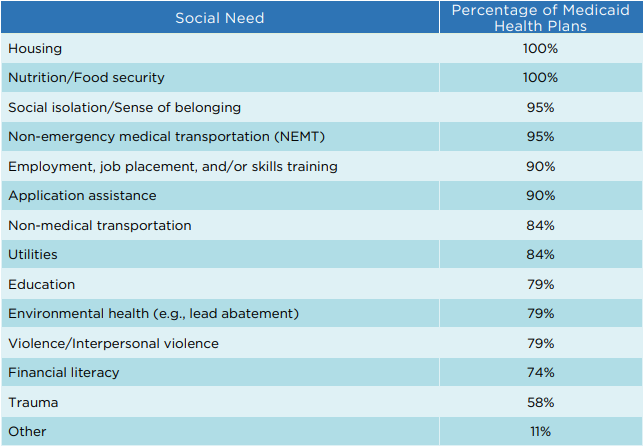 Social Need
Percentage of Medicaid
Health Plans
Housing 100%
Nutrition/Food security 100%
Social isolation/Sense of belonging 95%
Non-emergency medical transportation (NEMT) 95%
Employment, job placement, and/or skills training 90%
Application assistance 90%
Non-medical transportation 84%
Utilities 84%
Education 79%
Environmental health (e.g., lead abatement) 79%
Violence/Interpersonal violence 79%
Financial literacy 74%
Trauma 58%
Other 11%